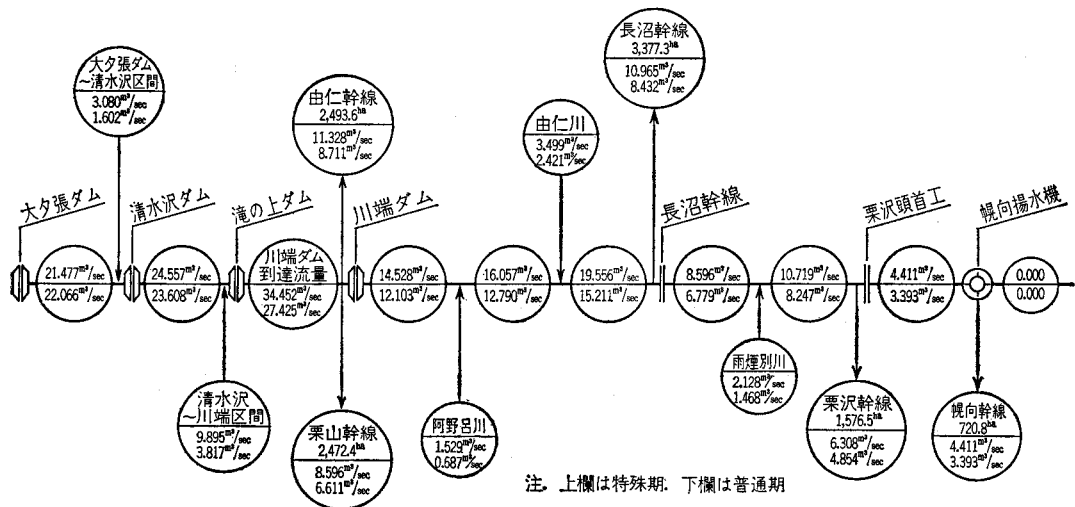 長沼幹線
3,377.3ha
10.965m³/sec
8.432m³/sec
大夕張ダム
～清水沢区間
3.080m³/sec
1.602m³/sec
由仁幹線
2,493.6ha
11.328m³/sec
8.711m³/sec
由仁川
3.499m³/sec
2.421m³/sec
大夕張ダム
清水沢ダム
滝の上ダム
川端ダム
長沼幹線
栗沢頭首工
幌向揚水機
21.477m³/sec
22.066m³/sec
24.557m³/sec
23.608m³/sec
川端ダム
到達流量
34.452m³/sec
27.425m³/sec
14.528m³/sec
12.103m³/sec
16.057m³/sec
12.790m³/sec
19.556m³/sec
15.211m³/sec
8.596m³/sec
6.779m³/sec
10.719m³/sec
8.247m³/sec
4.411m³/sec
3.393m³/sec
0.000
0.000
清水沢
～川端区間
9.895m³/sec
3.817m³/sec
栗山幹線
2,472.4ha
8.596m³/sec
6.611m³/sec
阿野呂川
1.529m³/sec
0.687m³/sec
雨煙別川
2.128m³/sec
1.468m³/sec
栗沢幹線
1,576.5ha
6.308m³/sec
4.854m³/sec
幌向幹線
720.8ha
4.411m³/sec
3.393m³/sec
注. 上欄は特殊期. 下欄は普通期